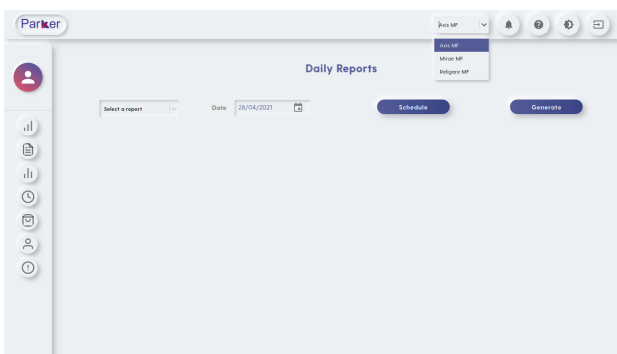 Parker
Axis MF
Axis MF
Mirae MF
Religare MF
Daily Reports
Select a report
Date 28/04/2021
Schedule
Generate